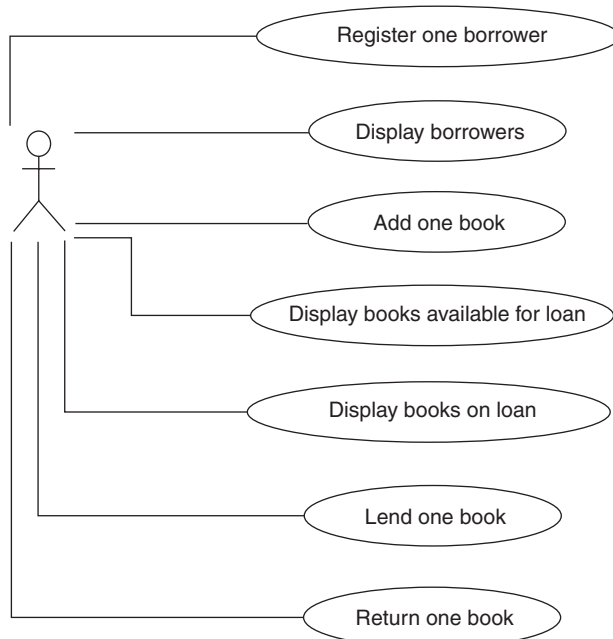 Register one borrower
Display borrowers
Add one book
Display books available for loan
Display books on loan
Lend one book
Return one book